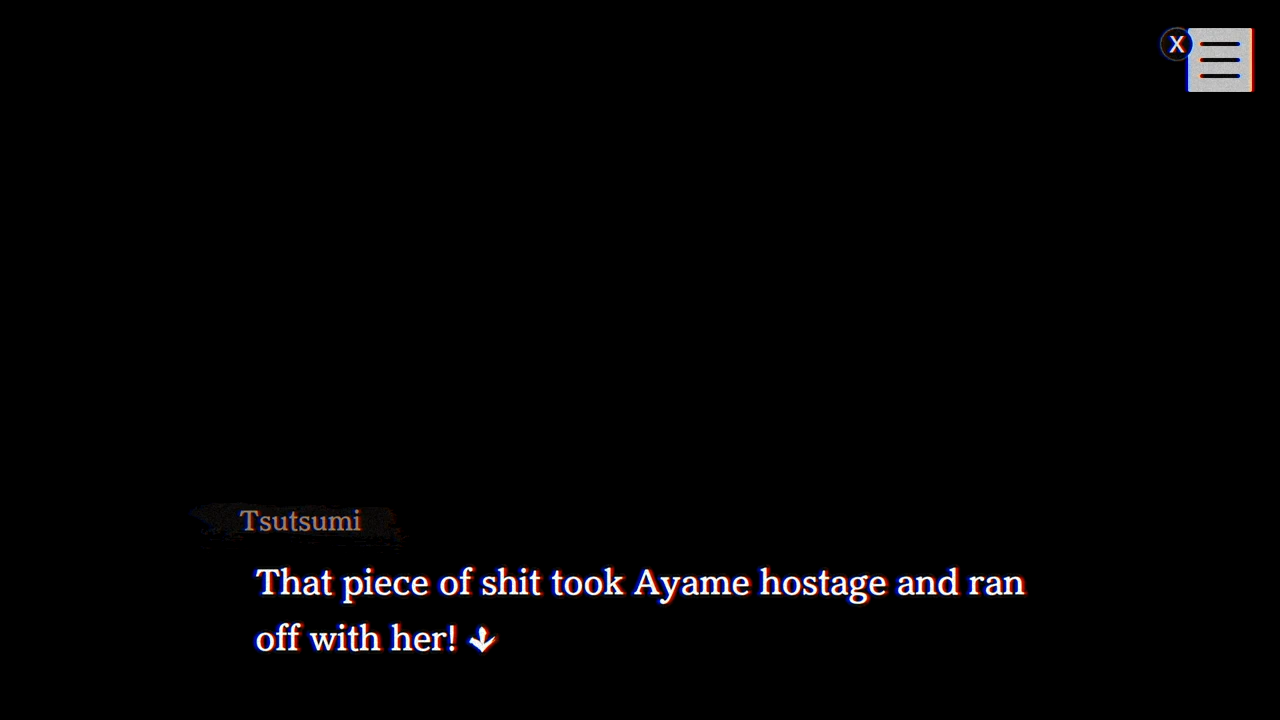 X
Tsutsumi
That piece of shit took Ayame hostage and ran
off with her!